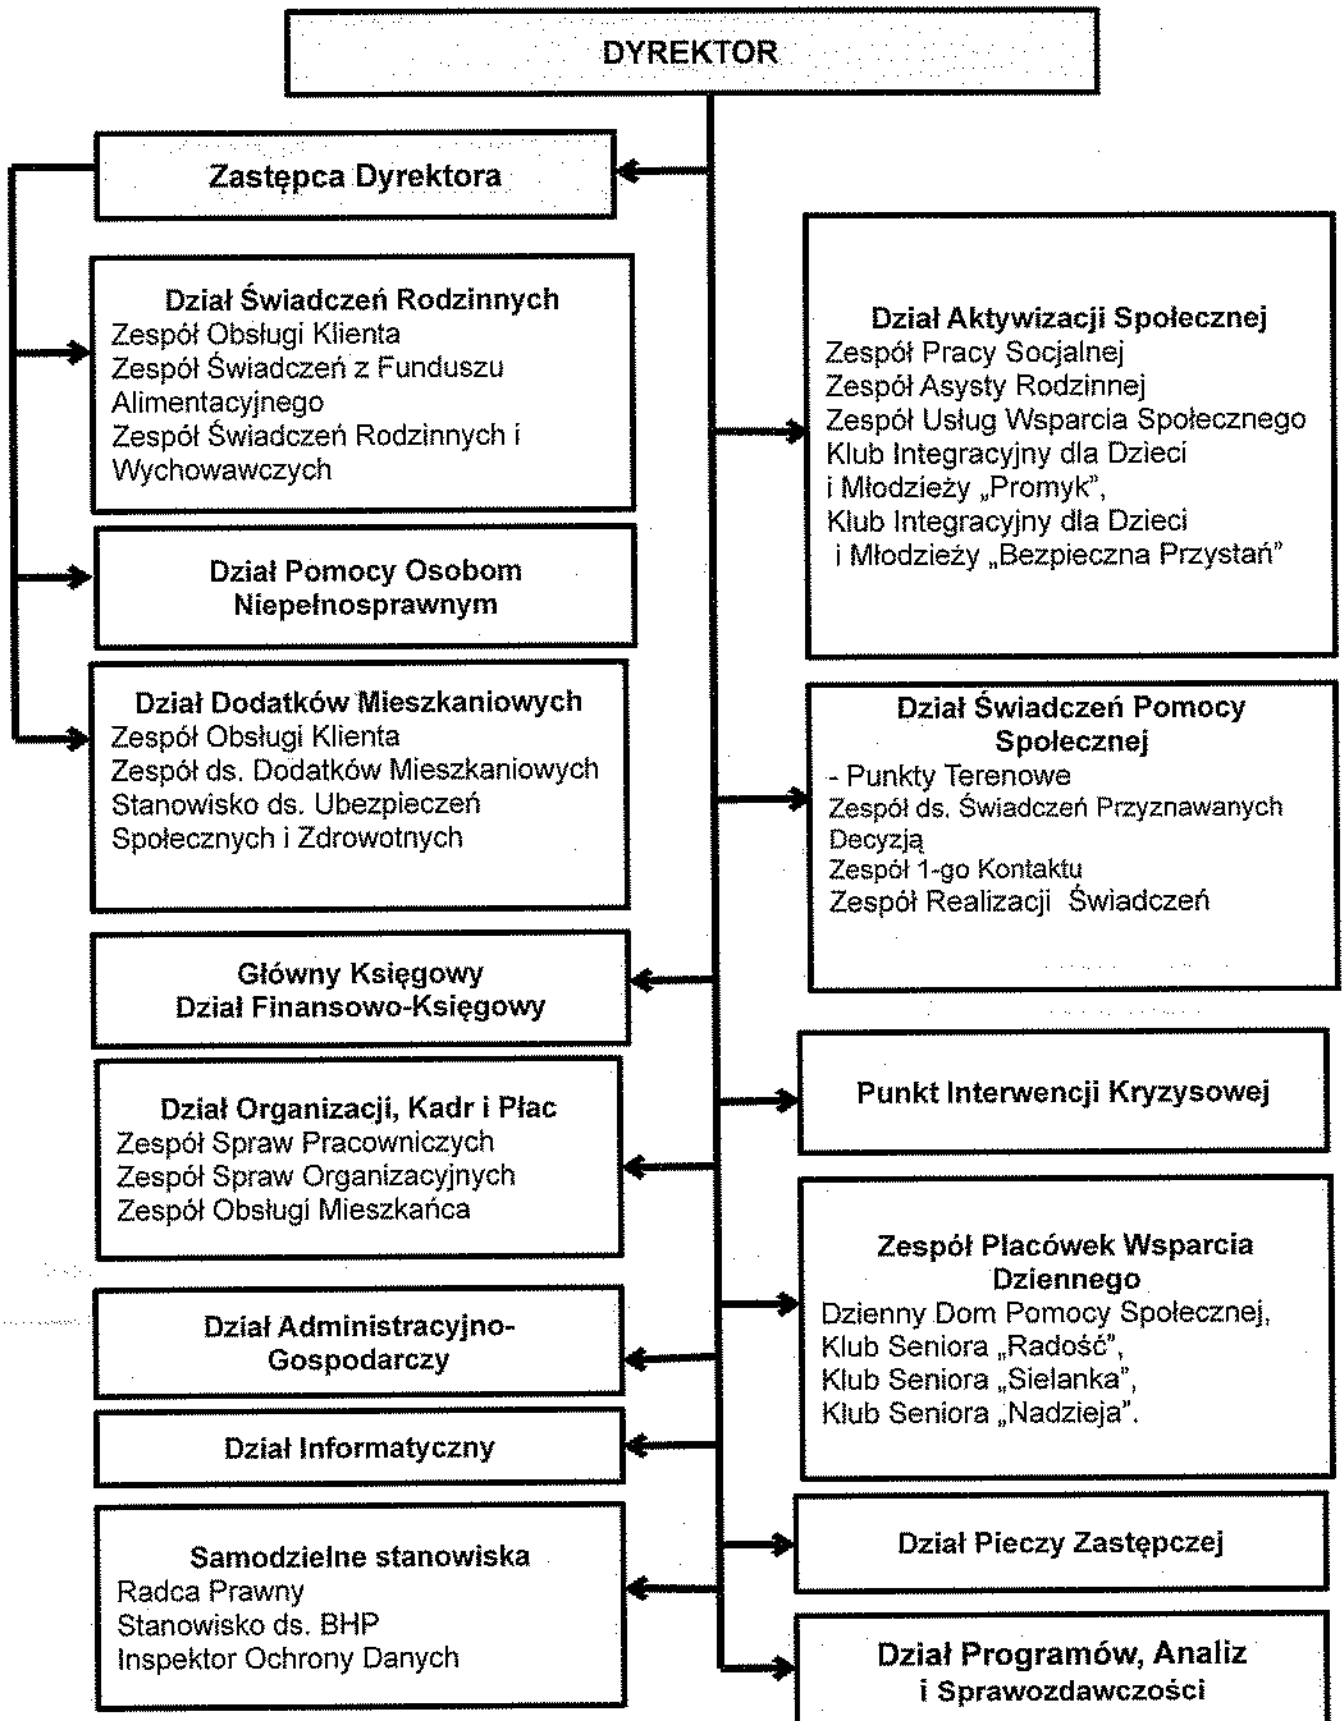 DYREKTOR
Zastępca Dyrektora
Dział Świadczeń Rodzinnych
Zespół Obsługi Klienta
Zespół Świadczeń z Funduszu
Alimentacyjnego
Zespół Świadczeń Rodzinnych i
Wychowawczych
Dział Pomocy Osobom
Niepełnosprawnym
Dział Dodatków Mieszkaniowych
Zespół Obsługi Klienta
Zespół ds. Dodatków Mieszkaniowych
Stanowisko ds. Ubezpieczeń
Społecznych i Zdrowotnych
Główny Księgowy
Dział Finansowo-Księgowy
Dział Organizacji, Kadr i Płac
Zespół Spraw Pracowniczych
Zespół Spraw Organizacyjnych
Zespół Obsługi Mieszkańca
Dział Administracyjno-
Gospodarczy
Dział Informatyczny
Samodzielne stanowiska
Radca Prawny
Stanowisko ds. BHP
Inspektor Ochrony Danych
Dział Aktywizacji Społecznej
Zespół Pracy Socjalnej
Zespół Asysty Rodzinnej
Zespół Usług Wsparcia Społecznego
Klub Integracyjny dla Dzieci
i Młodzieży „Promyk”,
Klub Integracyjny dla Dzieci
i Młodzieży „Bezpieczna Przystań”
Dział Świadczeń Pomocy
Społecznej
- Punkty Terenowe
Zespół ds. Świadczeń Przyznawanych
Decyzją
Zespół 1-go Kontaktu
Zespół Realizacji Świadczeń
Punkt Interwencji Kryzysowej
Zespół Placówek Wsparcia
Dziennego
Dzienny Dom Pomocy Społecznej,
Klub Seniora „Radość”,
Klub Seniora „Sielanka”,
Klub Seniora „Nadzieja”.
Dział Pieczy Zastępczej
Dział Programów, Analiz
i Sprawozdawczości